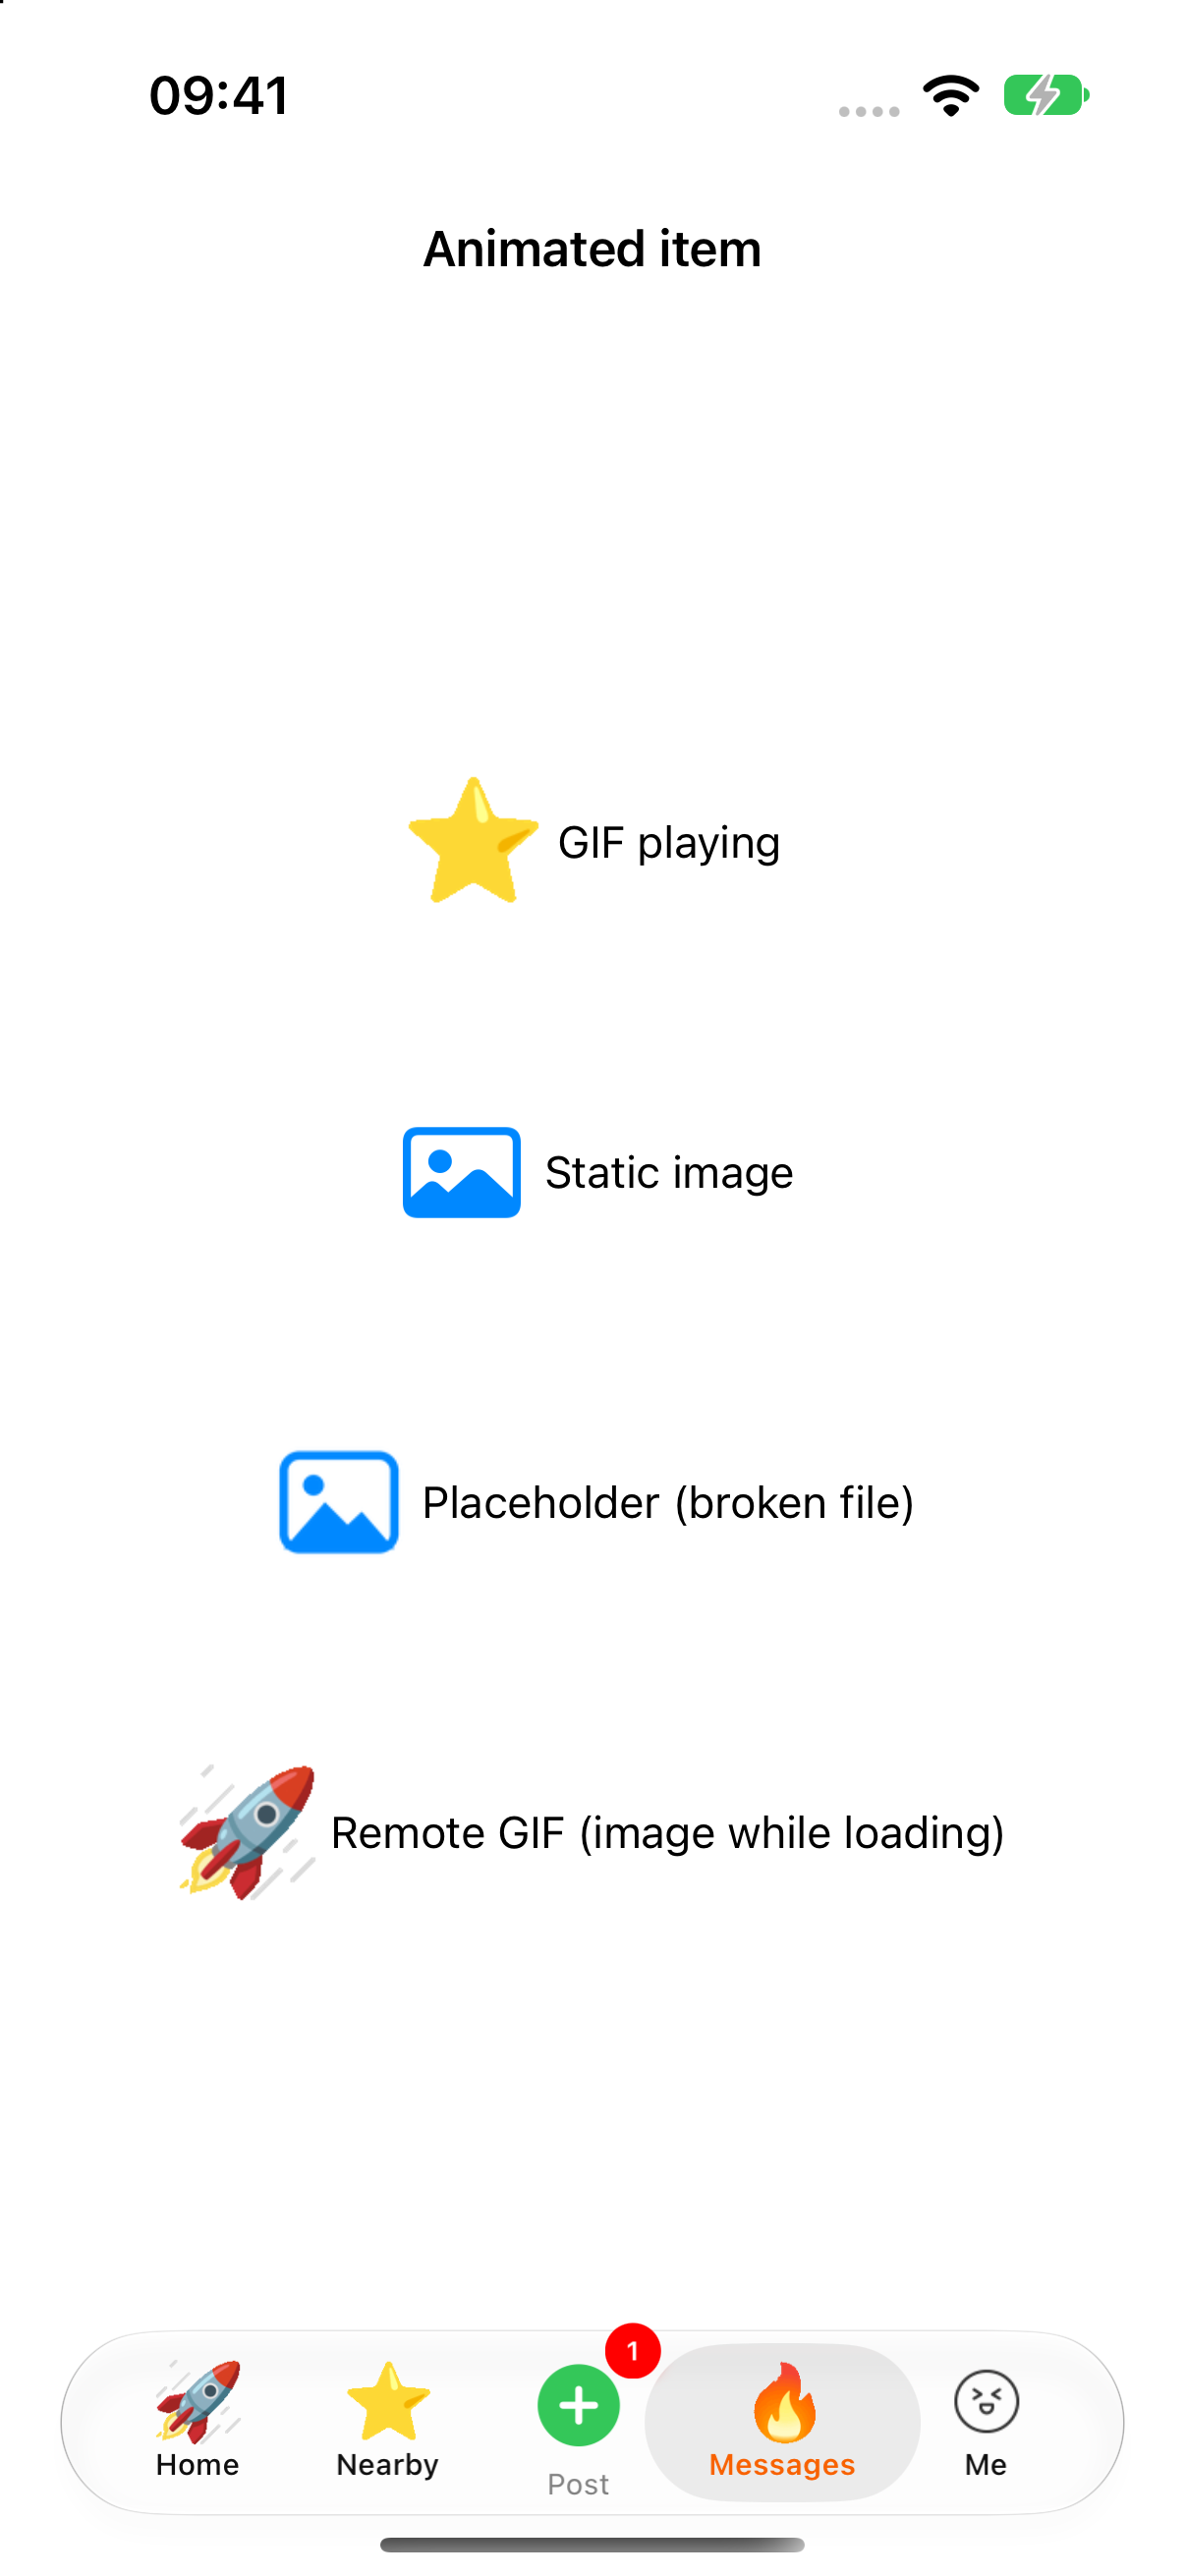 09:41
Animated item
GIF playing
Static image
Placeholder (broken file)
Remote GIF (image while loading)
1
Home
Nearby
Post
Messages
Me